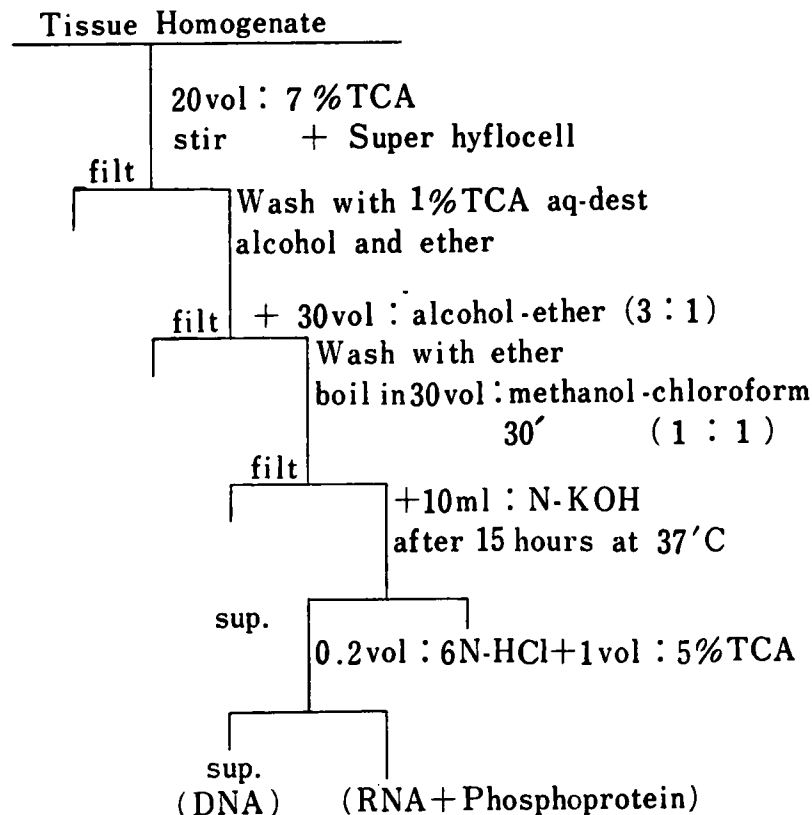 Tissue Homogenate
20vol : 7 %TCA
stir + Super hyflocell
filt
Wash with 1%TCA aq-dest
alcohol and ether
filt + 30vol : alcohol-ether (3 : 1)
Wash with ether
boil in 30vol : methanol-chloroform
30′ (1 : 1)
filt
+10ml : N-KOH
after 15 hours at 37′C
sup.
0.2vol : 6N-HCl+1vol : 5%TCA
sup.
(DNA) (RNA+Phosphoprotein)